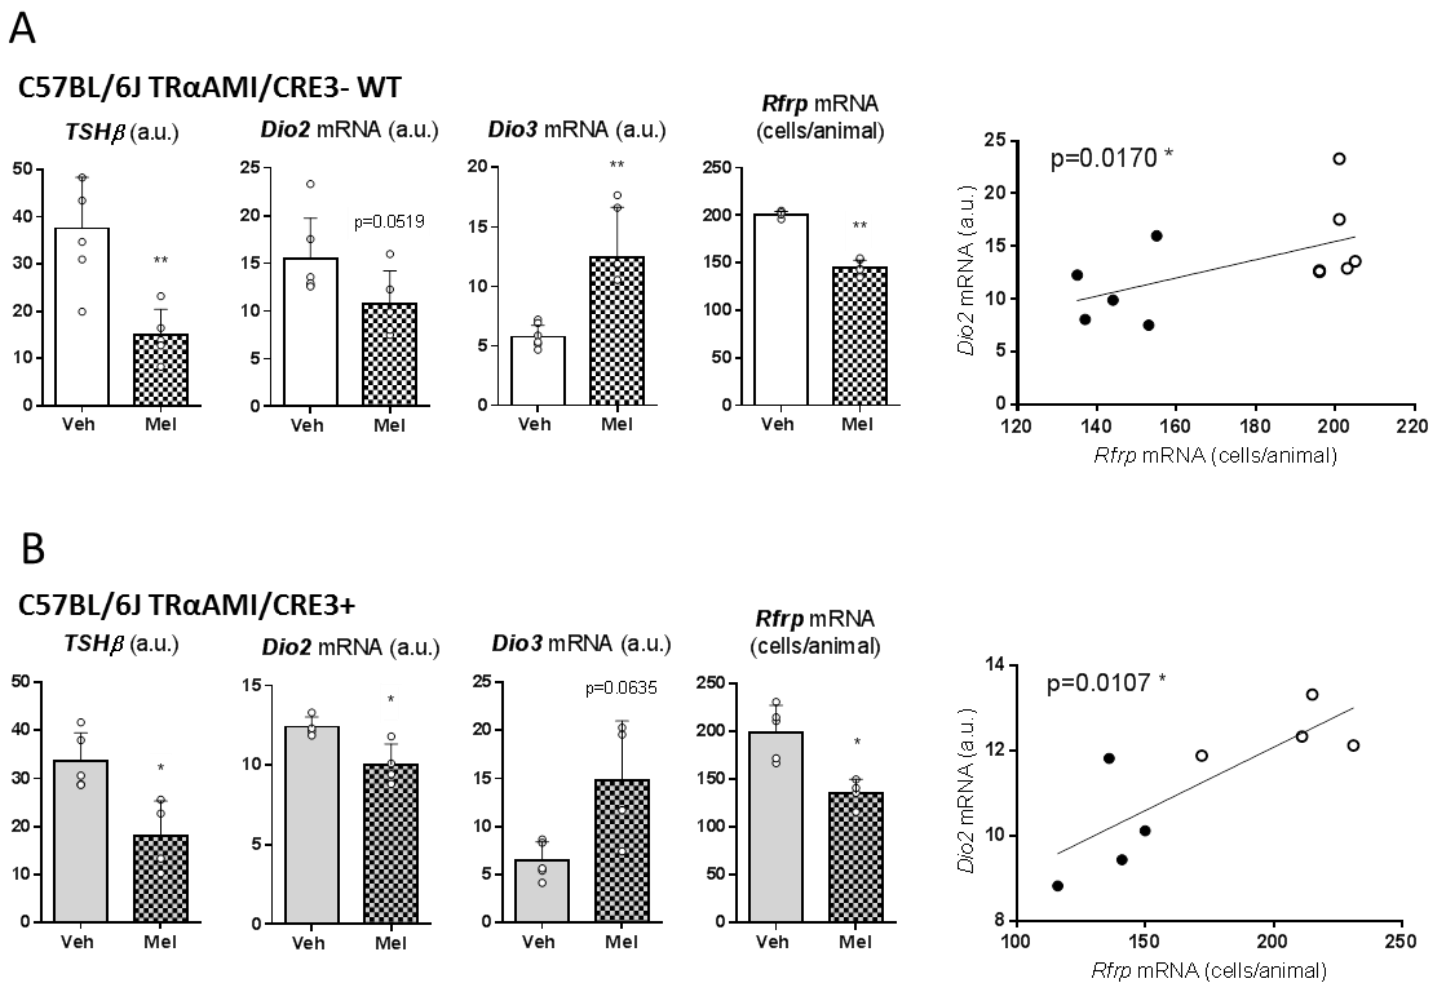 A
C57BL/6J TRαAMI/CRE3- WT
TSHβ (a.u.)
50
40
30
20
10
0
**
Veh
Mel
Dio2 mRNA (a.u.)
25
20
15
10
5
0
p=0.0519
Veh
Mel
Dio3 mRNA (a.u.)
20
15
10
5
0
**
Veh
Mel
Rfrp mRNA
(cells/animal)
250
200
150
100
50
0
**
Veh
Mel
p=0.0170 *
Dio2 mRNA (a.u.)
25
20
15
10
5
0
120 140 160 180 200 220
Rfrp mRNA (cells/animal)
B
C57BL/6J TRαAMI/CRE3+
TSHβ (a.u.)
50
40
30
20
10
0
*
Veh
Mel
Dio2 mRNA (a.u.)
15
10
5
0
*
Veh
Mel
Dio3 mRNA (a.u.)
25
20
15
10
5
0
p=0.0635
Veh
Mel
Rfrp mRNA
(cells/animal)
250
200
150
100
50
0
*
Veh
Mel
p=0.0107 *
Dio2 mRNA (a.u.)
14
12
10
8
100 150 200 250
Rfrp mRNA (cells/animal)